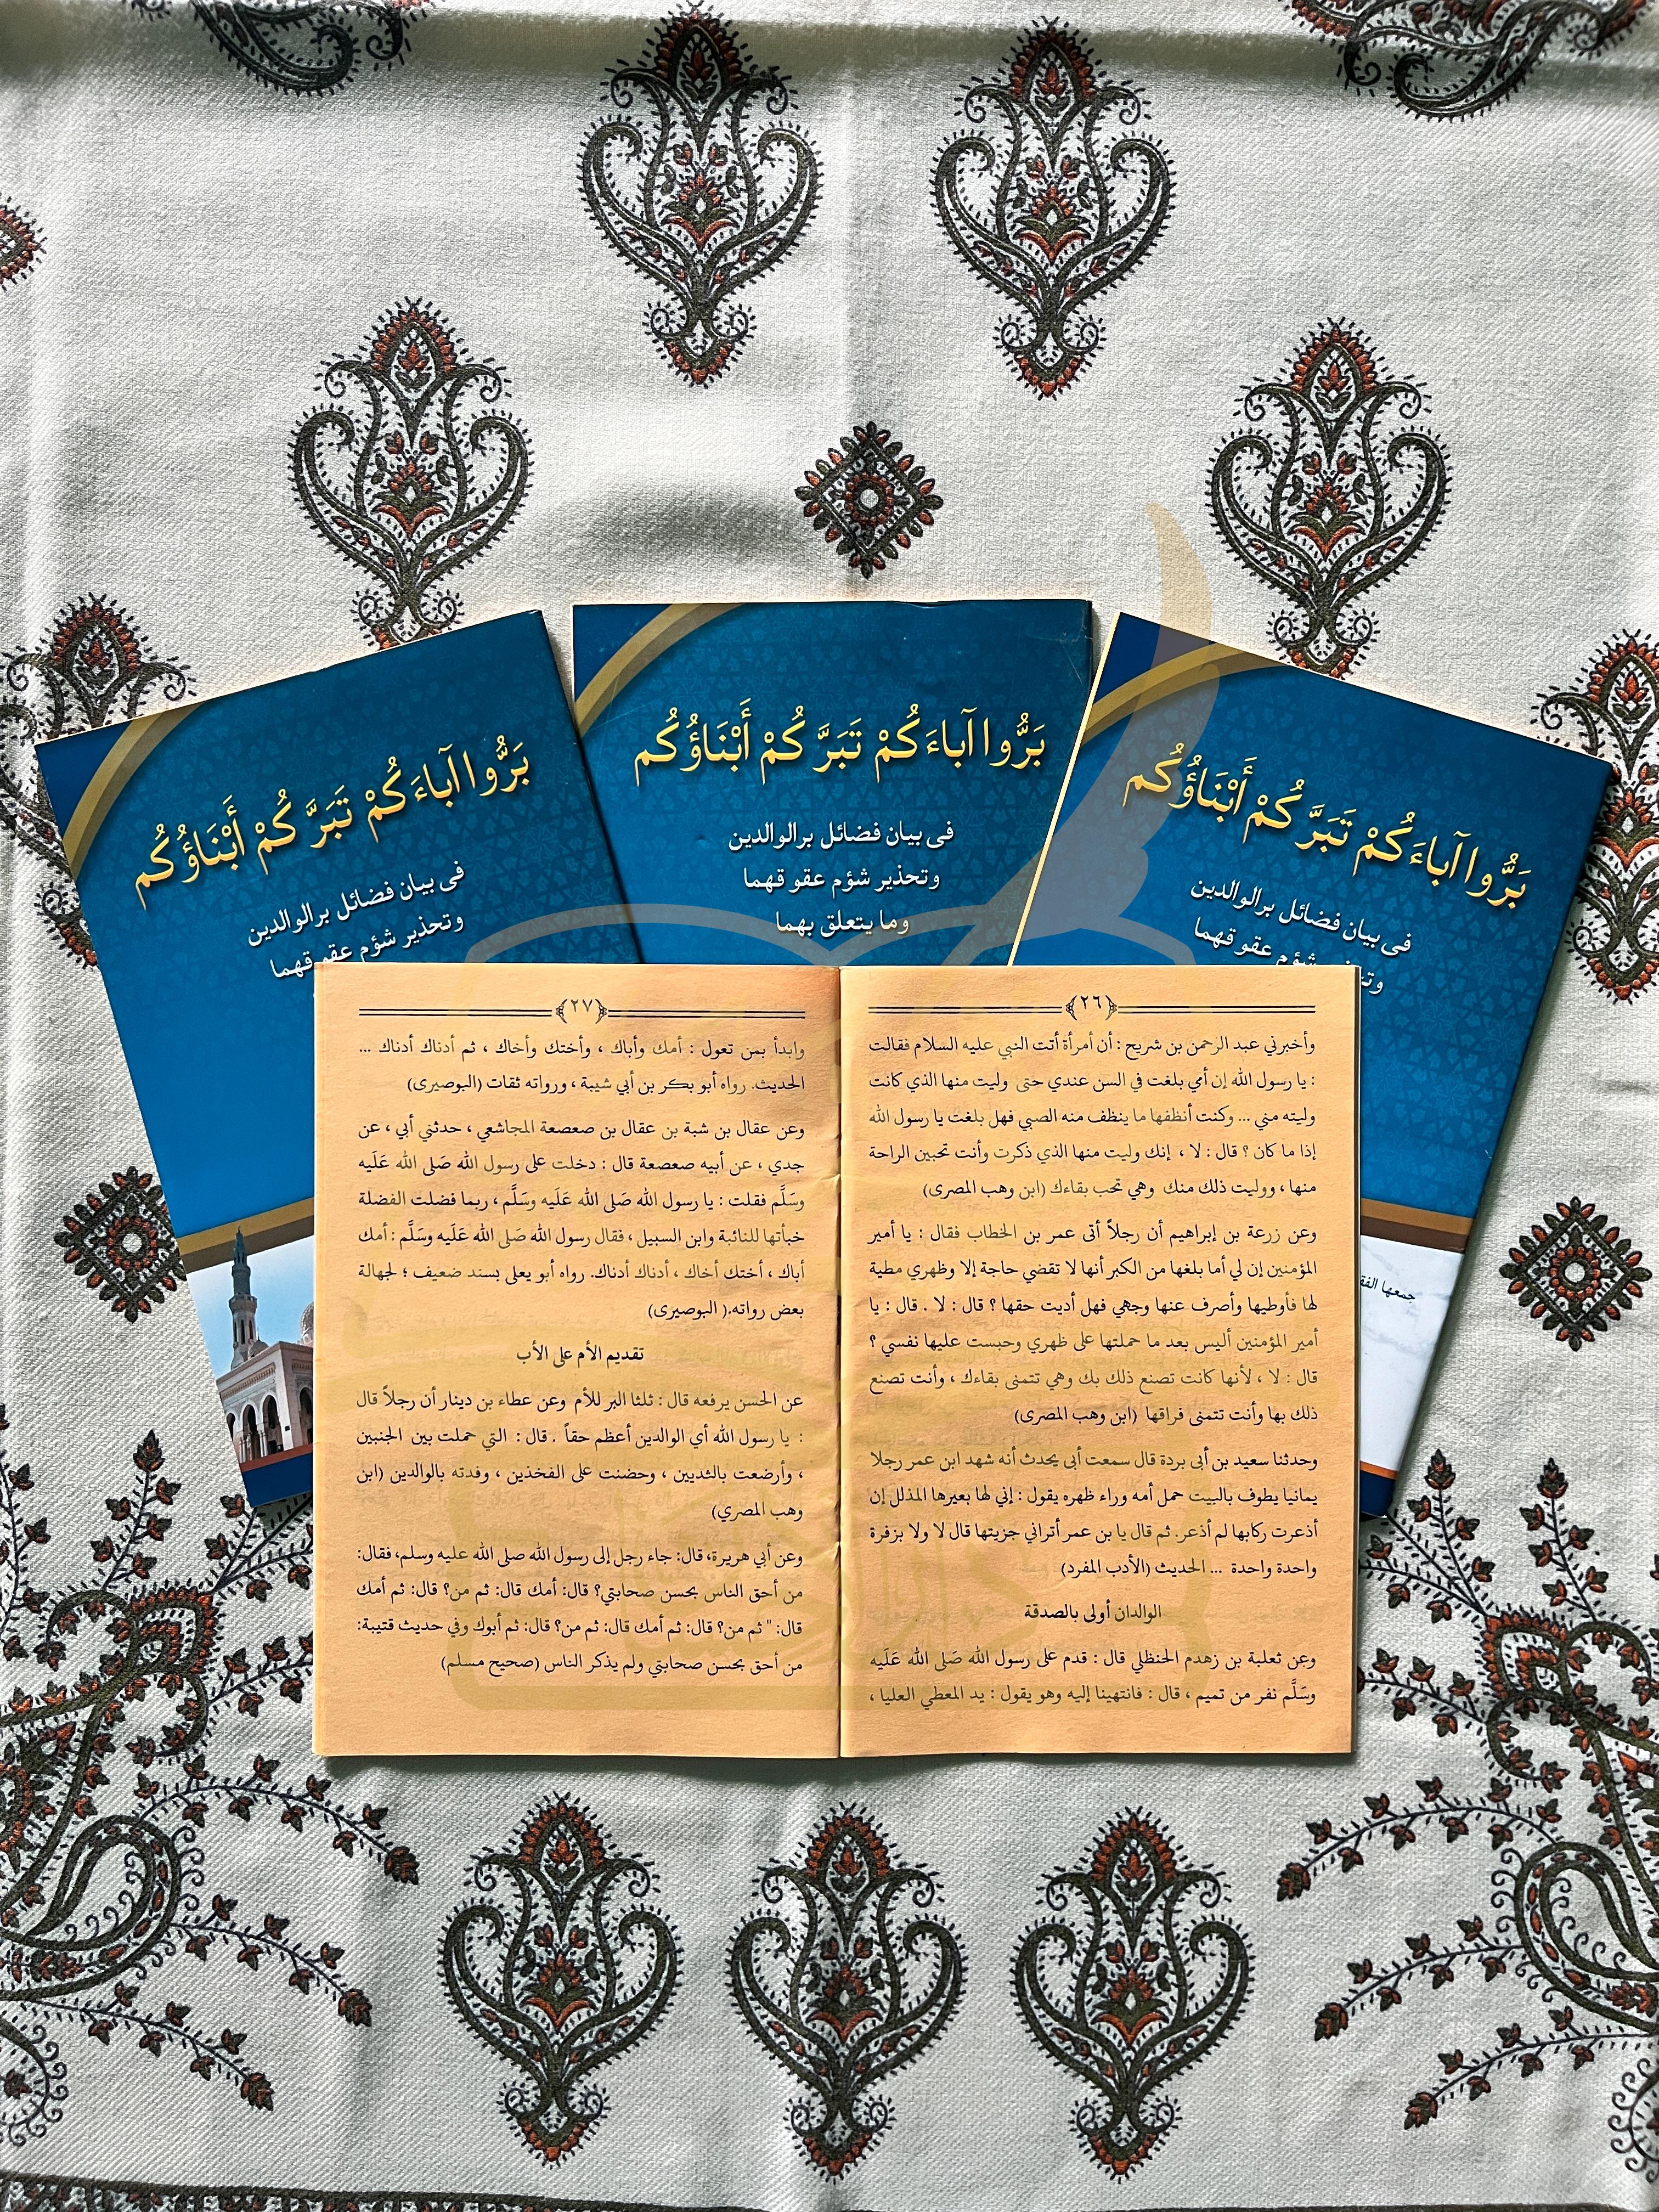 بَرُّوا آباءَكُمْ تَبَرَّكُمْ أَبْنَاؤُكُم
فى بيان فضائل برالوالدين
وتحذير شؤم عقو قهما
بَرُّوا آباءَكُمْ تَبَرَّكُمْ أَبْنَاؤُكُم
فى بيان فضائل برالوالدين
وتحذير شؤم عقو قهما
وما يتعلق بهما
بَرُّوا آباءَكُمْ تَبَرَّكُمْ أَبْنَاؤُكُم
فى بيان فضائل برالوالدين
شؤم عقو قهما
جمعها
٢٦
وأخبرني عبد الرحمن بن شريح : أن أمرأة أتت النبي عليه السلام فقالت
: يا رسول الله إن أمي بلغت في السن عندي حتى وليت منها الذي كانت
وليته مني ... وكنت أنظفها ما ينظف منه الصبي فهل بلغت يا رسول الله
إذا ما كان ؟ قال : لا ، إنك وليت منها الذي ذكرت وأنت تحبين الراحة
منها ، ووليت ذلك منك وهي تحب بقاءك (ابن وهب المصرى)
وعن زرعة بن إبراهيم أن رجلاً أتى عمر بن الخطاب فقال : يا أمير
المؤمنين إن لي أما بلغها من الكبر أنها لا تقضي حاجة إلا وظهري مطية
لها فأوطيها وأصرف عنها وجهي فهل أديت حقها ؟ قال : لا . قال : يا
أمير المؤمنين أليس بعد ما حملتها على ظهري وحبست عليها نفسي ؟
قال : لا ، لأنها كانت تصنع ذلك بك وهي تتمنى بقاءك ، وأنت تصنع
ذلك بها وأنت تتمنى فراقها (ابن وهب المصرى)
وحدثنا سعيد بن أبى بردة قال سمعت أبى يحدث أنه شهد ابن عمر رجلا
يمانيا يطوف بالبيت حمل أمه وراء ظهره يقول : إني لها بعيرها المذلل إن
أذعرت ركابها لم أذعر. ثم قال يا بن عمر أتراني جزيتها قال لا ولا بزفرة
واحدة واحدة ... الحديث (الأدب المفرد)
الوالدان أولى بالصدقة
وعن ثعلبة بن زهدم الحنظلي قال : قدم على رسول الله صَلى الله عَلَيه
وسَلَّم نفر من تميم ، قال : فانتهينا إليه وهو يقول : يد المعطي العليا ،
٢٧
وابدأ بمن تعول : أمك وأباك ، وأختك وأخاك ، ثم أدناك أدناك ...
الحديث. رواه أبو بكر بن أبي شيبة ، ورواته ثقات (البوصيرى)
وعن عقال بن شبة بن عقال بن صعصعة المجاشعي ، حدثني أبي ، عن
جدي ، عن أبيه صعصعة قال : دخلت على رسول الله صَلى الله عَلَيه
وسَلَّم فقلت : يا رسول الله صَلى الله عَلَيه وسَلَّم ، ربما فضلت الفضلة
خبأتها للنائبة وابن السبيل ، فقال رسول الله صَلى الله عَلَيه وسَلَّم : أمك
أباك ، أختك أخاك ، أدناك أدناك. رواه أبو يعلى بسند ضعيف ؛ لجهالة
بعض رواته.( البوصيرى)
تقديم الأم على الأب
عن الحسن يرفعه قال : ثلثا البر للأم وعن عطاء بن دينار أن رجلاً قال
: يا رسول الله أي الوالدين أعظم حقاً . قال : التي حملت بين الجنبين
، وأرضعت بالثديين ، وحضنت على الفخذين ، وفدته بالوالدين (ابن
وهب المصري)
وعن أبي هريرة، قال: جاء رجل إلى رسول الله صلى الله عليه وسلم، فقال:
من أحق الناس بحسن صحابتي؟ قال: أمك قال: ثم من؟ قال: ثم أمك
قال: " ثم من؟ قال: ثم أمك قال: ثم من؟ قال: ثم أبوك وفي حديث قتيبة:
من أحق بحسن صحابتي ولم يذكر الناس (صحيح مسلم)